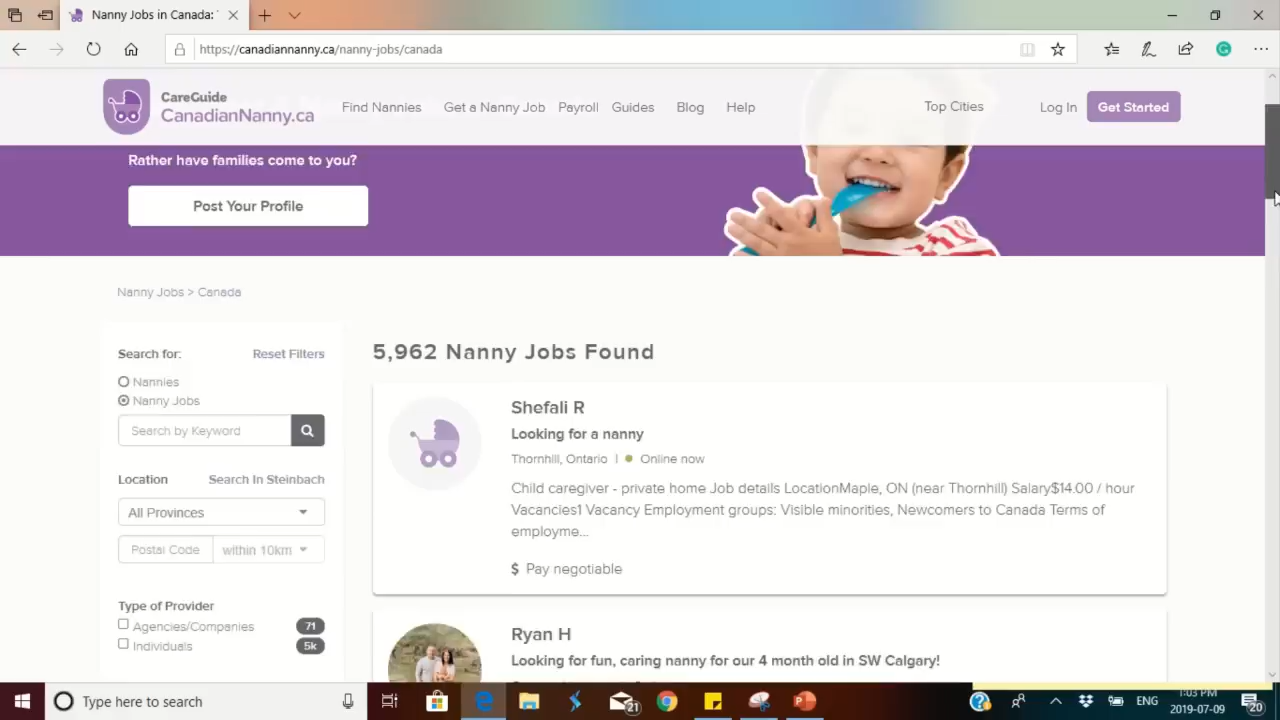 Nanny Jobs in Canada:
https://canadiannanny.ca/nanny-jobs/canada
CareGuide
CanadianNanny.ca
Find Nannies
Get a Nanny Job
Payroll
Guides
Blog
Help
Top Cities
Log In
Get Started
Rather have families come to you?
Post Your Profile
Nanny Jobs > Canada
Search for:
Reset Filters
Nannies
Nanny Jobs
Search by Keyword
Location
Search In Steinbach
All Provinces
Postal Code
within 10km
Type of Provider
Agencies/Companies
71
Individuals
5k
5,962 Nanny Jobs Found
Shefali R
Looking for a nanny
Thornhill, Ontario | Online now
Child caregiver - private home Job details LocationMaple, ON (near Thornhill) Salary$14.00 / hour
Vacancies1 Vacancy Employment groups: Visible minorities, Newcomers to Canada Terms of
employme...
$ Pay negotiable
Ryan H
Looking for fun, caring nanny for our 4 month old in SW Calgary!
Type here to search
21
ENG
1:03 PM
2019-07-09
20